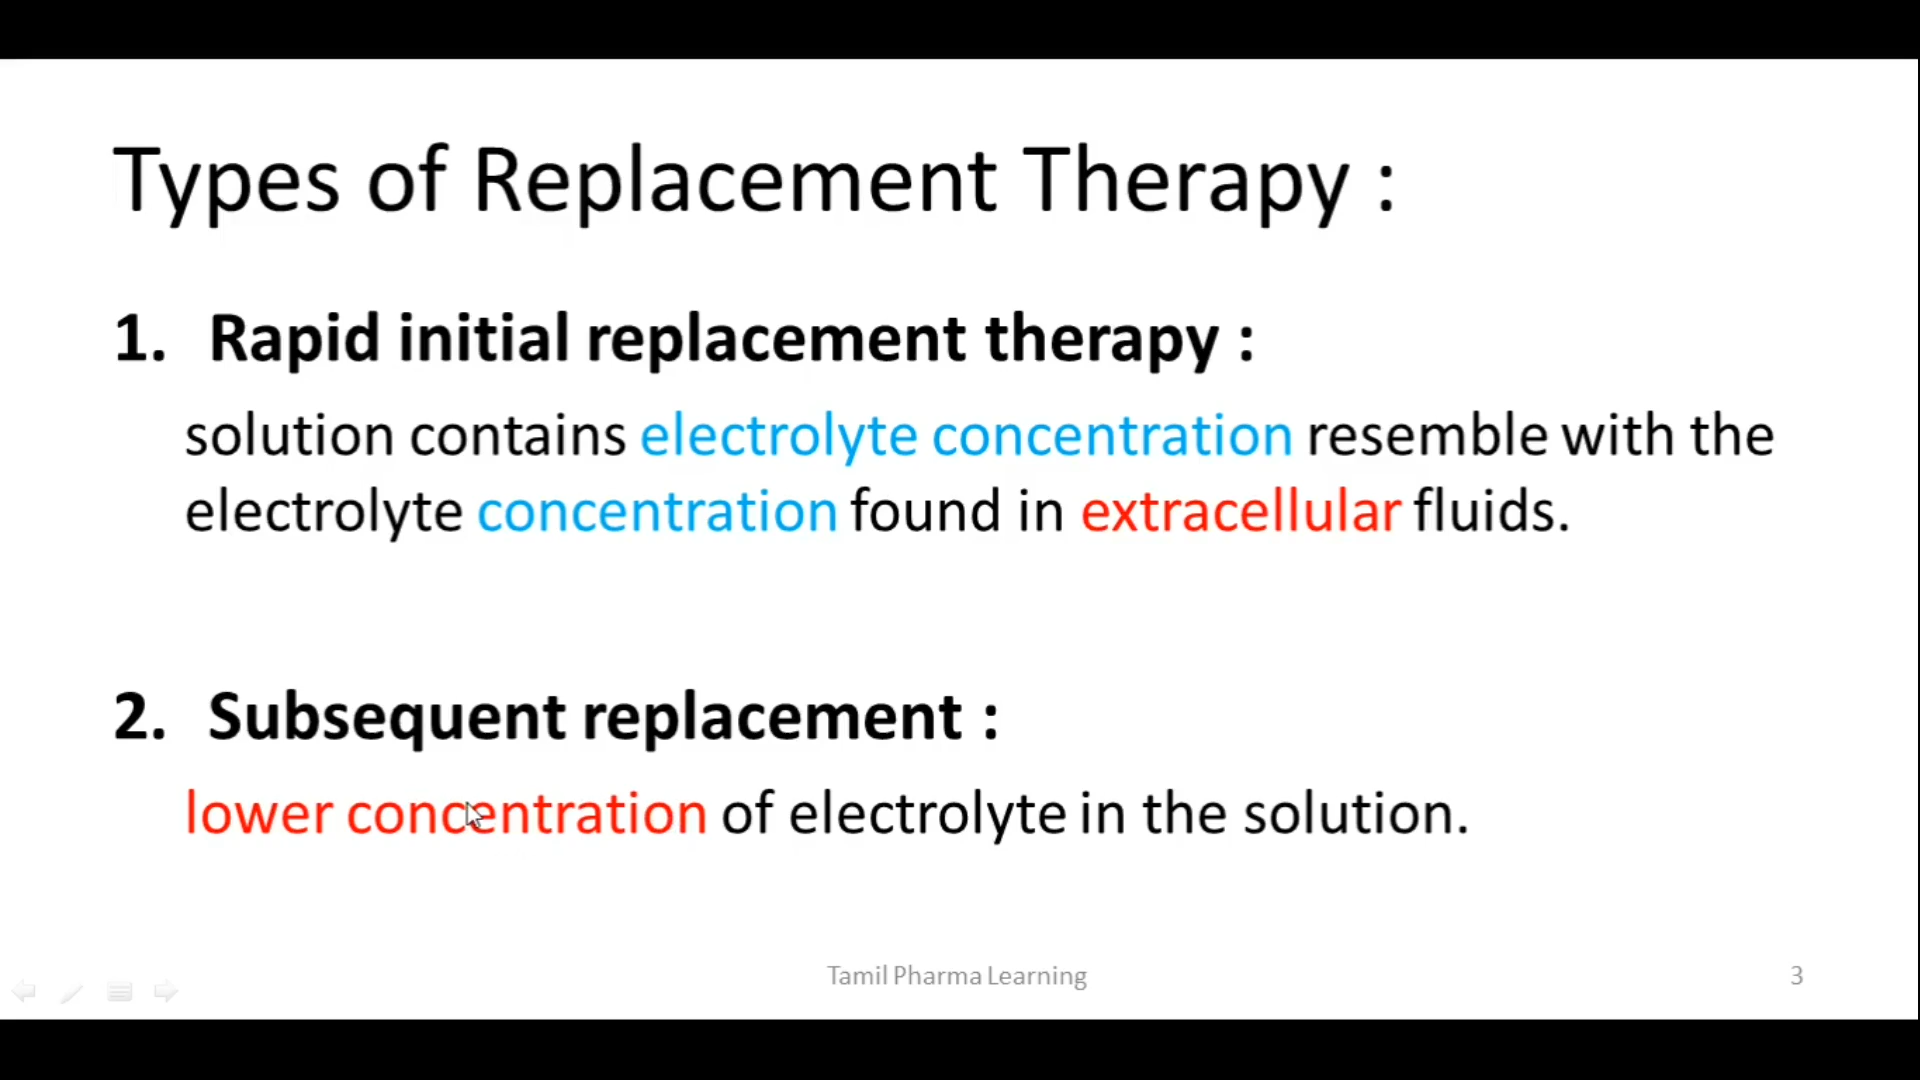 Types of Replacement Therapy :
1. Rapid initial replacement therapy :
solution contains electrolyte concentration resemble with the
electrolyte concentration found in extracellular fluids.
2. Subsequent replacement :
lower concentration of electrolyte in the solution.
Tamil Pharma Learning
3